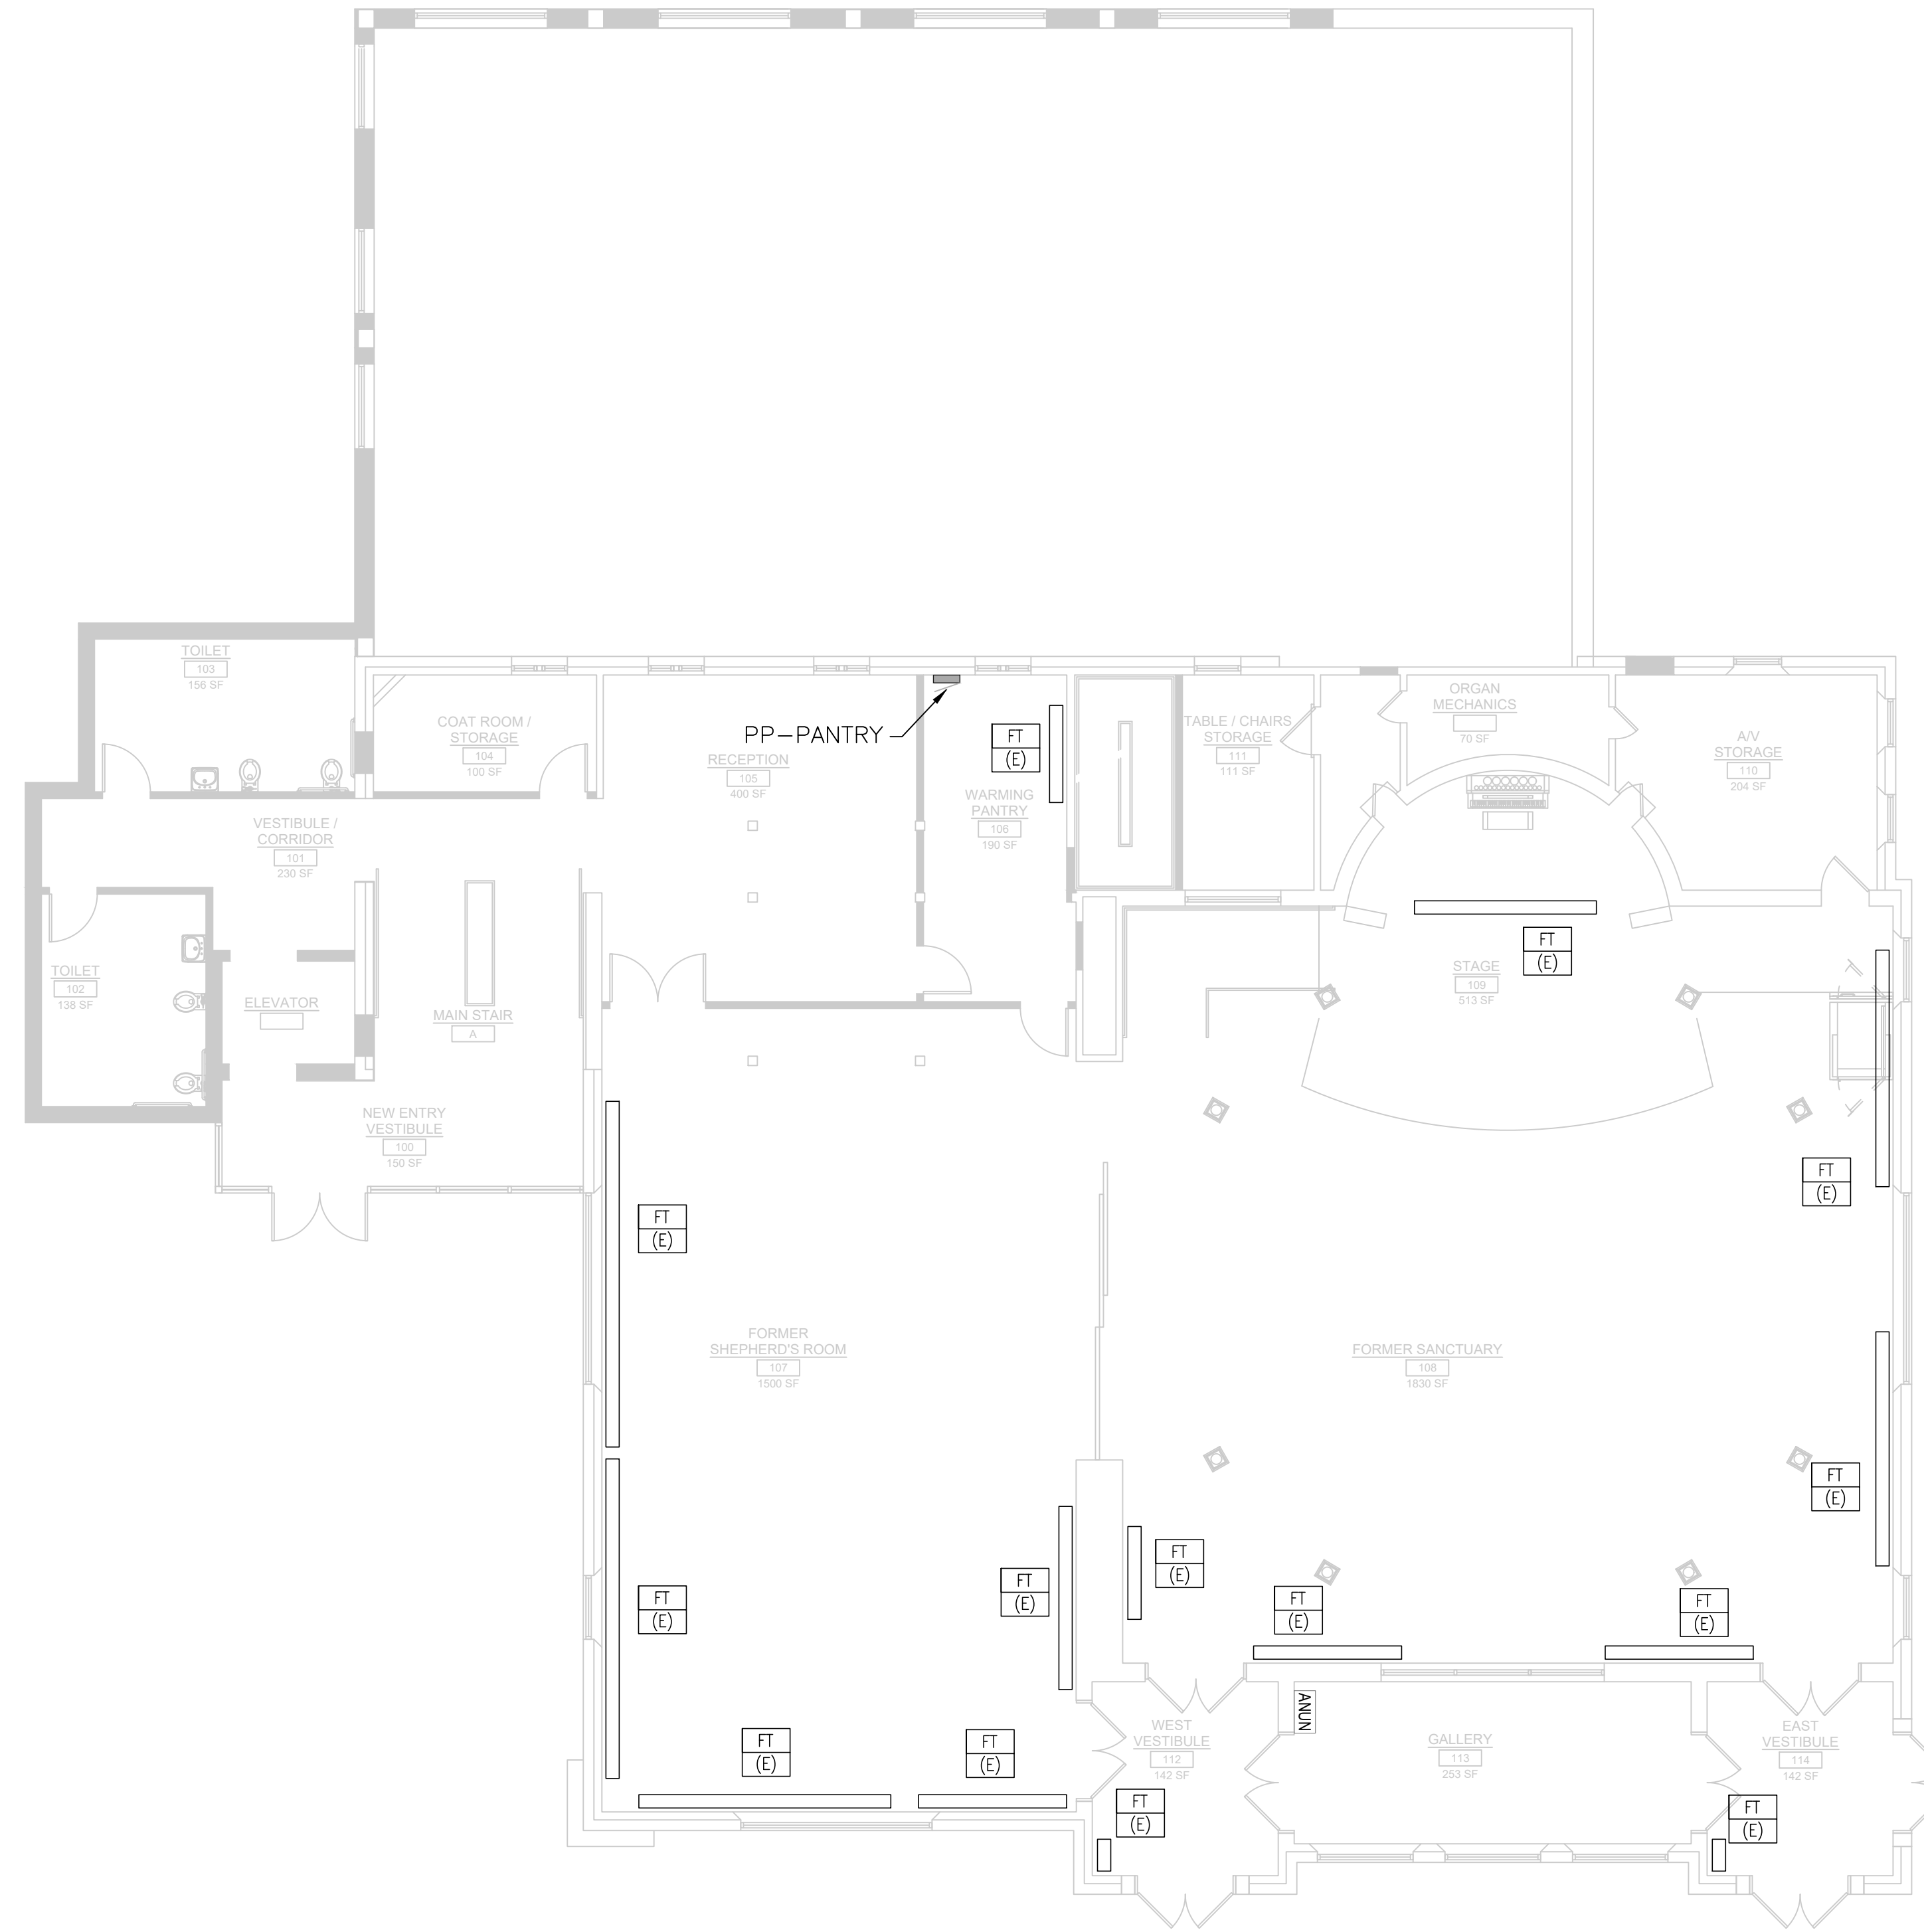 TOILET
103
156 SF
COAT ROOM /
STORAGE
104
100 SF
PP-PANTRY
RECEPTION
105
400 SF
FT
(E)
WARMING
PANTRY
106
190 SF
TABLE / CHAIRS
STORAGE
111
111 SF
ORGAN
MECHANICS
70 SF
A/V
STORAGE
110
204 SF
VESTIBULE /
CORRIDOR
101
230 SF
TOILET
102
138 SF
ELEVATOR
MAIN STAIR
A
FT
(E)
STAGE
109
513 SF
NEW ENTRY
VESTIBULE
100
150 SF
FT
(E)
FT
(E)
FORMER
SHEPHERD'S ROOM
107
1500 SF
FORMER SANCTUARY
108
1830 SF
FT
(E)
FT
(E)
FT
(E)
FT
(E)
FT
(E)
FT
(E)
ANUN
FT
(E)
FT
(E)
WEST
VESTIBULE
112
142 SF
GALLERY
113
253 SF
EAST
VESTIBULE
114
142 SF
FT
(E)
FT
(E)